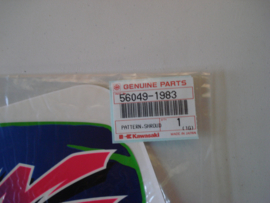 GENUINE PARTS
56049-1983
1
PATTERN-SHROUD
Kawasaki